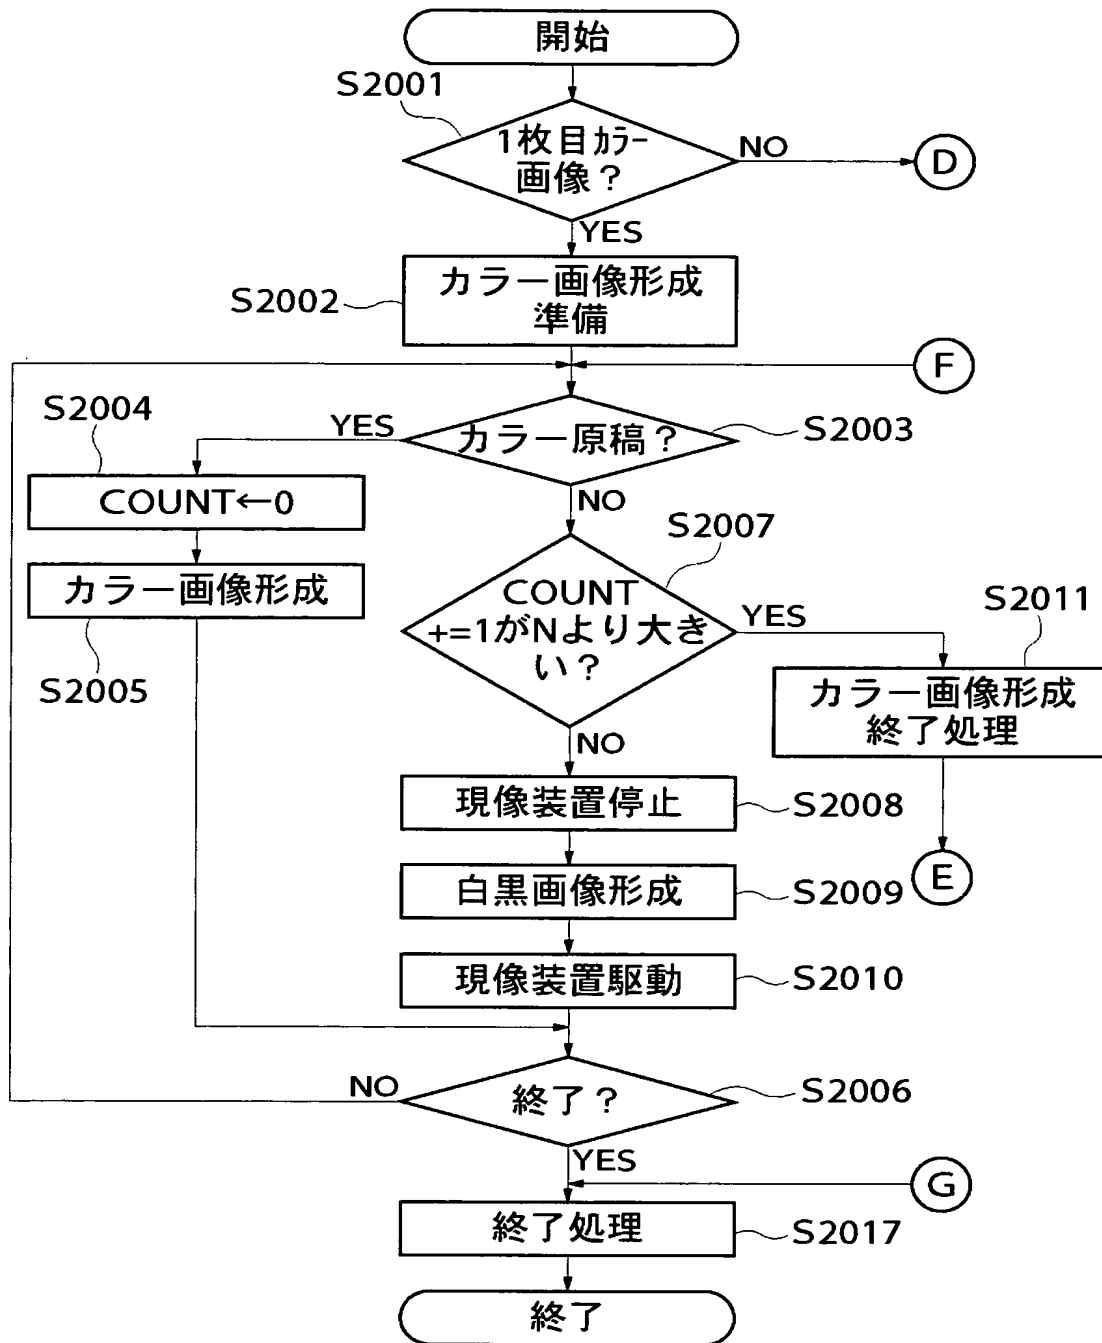 開始
S2001
1枚目カラー
画像？
NO
D
YES
S2002
カラー画像形成
準備
F
S2004
YES
カラー原稿？
S2003
COUNT←0
NO
S2007
カラー画像形成
S2005
COUNT
+=1がNより大き
い？
YES
S2011
カラー画像形成
終了処理
NO
現像装置停止
S2008
E
白黒画像形成
S2009
現像装置駆動
S2010
NO
終了？
S2006
YES
G
終了処理
S2017
終了